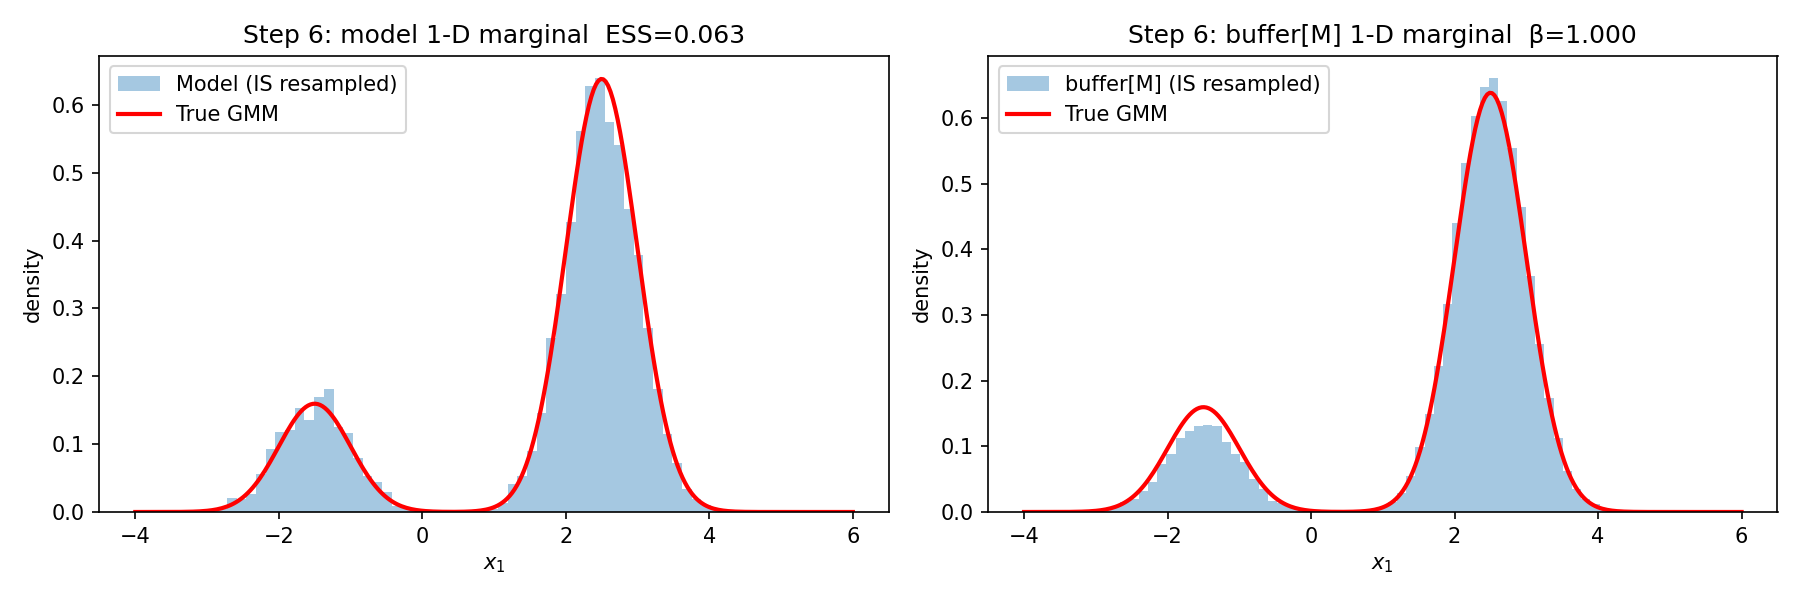 Step 6: model 1-D marginal  ESS=0.063
Model (IS resampled)
True GMM
density
0.6
0.5
0.4
0.3
0.2
0.1
0.0
−4 −2 0 2 4 6
x₁
Step 6: buffer[M] 1-D marginal  β=1.000
buffer[M] (IS resampled)
True GMM
density
0.6
0.5
0.4
0.3
0.2
0.1
0.0
−4 −2 0 2 4 6
x₁